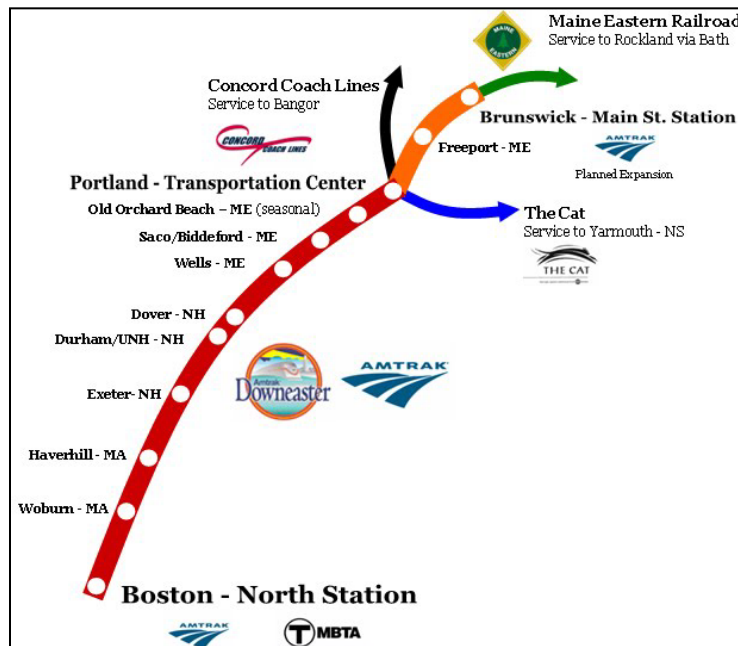 Maine Eastern Railroad
Service to Rockland via Bath
MAINE
EASTERN
Concord Coach Lines
Service to Bangor
CONCORD
COACH LINES
Brunswick - Main St. Station
AMTRAK
Planned Expansion
Freeport - ME
Portland - Transportation Center
Old Orchard Beach – ME (seasonal)
The Cat
Service to Yarmouth - NS
THE CAT
Saco/Biddeford - ME
Wells - ME
Dover - NH
Durham/UNH - NH
Amtrak
Downeaster
AMTRAK
Exeter- NH
Haverhill - MA
Woburn - MA
Boston - North Station
AMTRAK
T MBTA